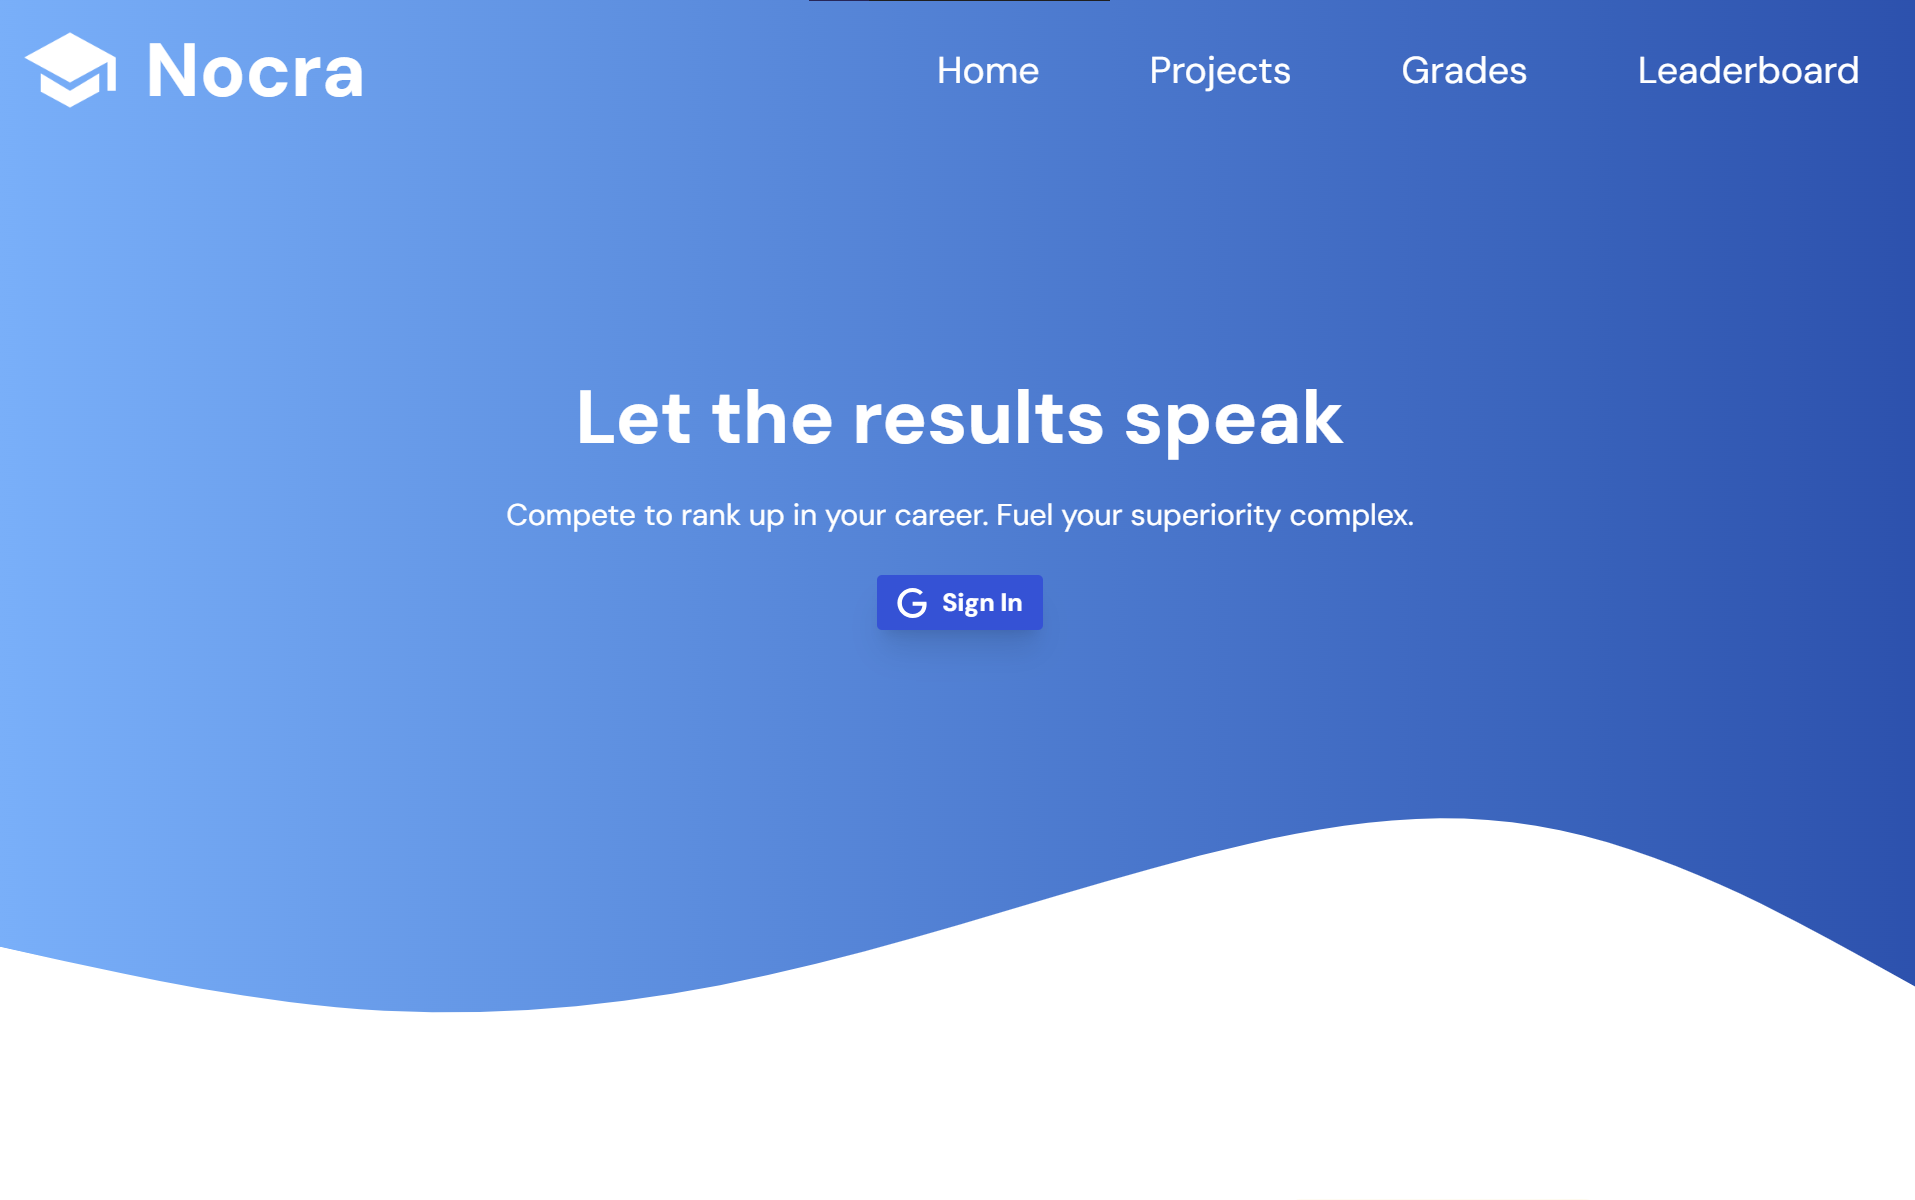 Nocra
Home Projects Grades Leaderboard
Let the results speak
Compete to rank up in your career. Fuel your superiority complex.
Sign In